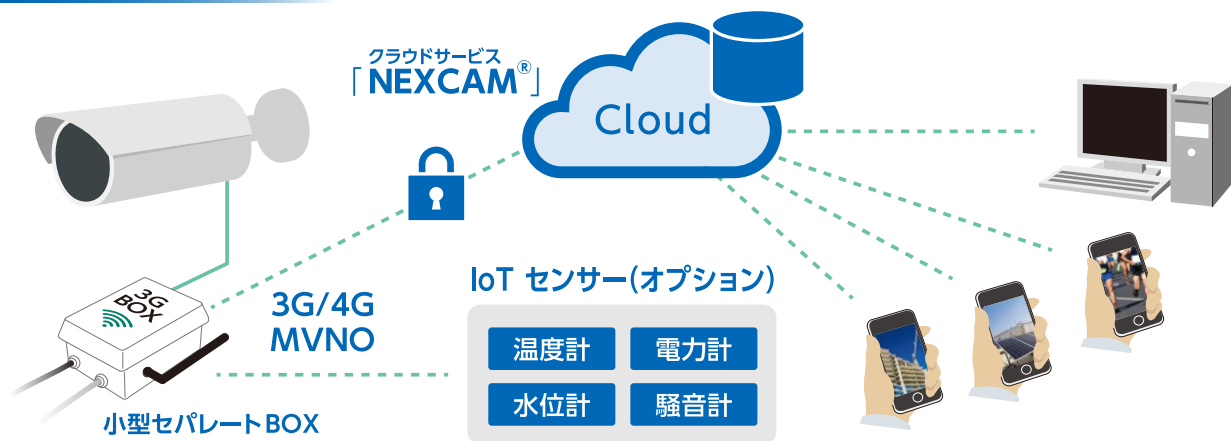 クラウドサービス
「NEXCAM®」
Cloud
3G
BOX
3G/4G
MVNO
小型セパレートBOX
IoT センサー(オプション)
温度計
電力計
水位計
騒音計